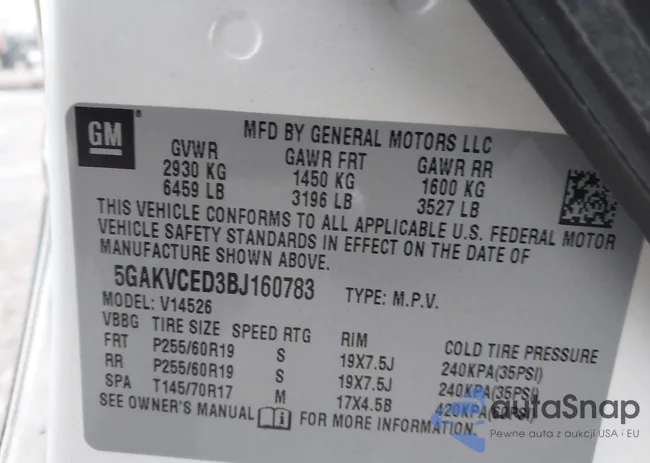 GM
MFD BY GENERAL MOTORS LLC
GVWR GAWR FRT GAWR RR
2930 KG 1450 KG 1600 KG
6459 LB 3196 LB 3527 LB
THIS VEHICLE CONFORMS TO ALL APPLICABLE U.S. FEDERAL MOTOR
VEHICLE SAFETY STANDARDS IN EFFECT ON THE DATE OF
MANUFACTURE SHOWN ABOVE.
5GAKVCED3BJ160783 TYPE: M.P.V.
MODEL: V14526
VBBG TIRE SIZE SPEED RTG RIM COLD TIRE PRESSURE
FRT P255/60R19 S 19X7.5J 240KPA(35PSI)
RR P255/60R19 S 19X7.5J 240KPA(35PSI)
SPA T145/70R17 M 17X4.5B 420KPA(60PSI)
SEE OWNER'S MANUAL FOR MORE INFORMATION.
autaSnap
Pewne auta z aukcji USA i EU